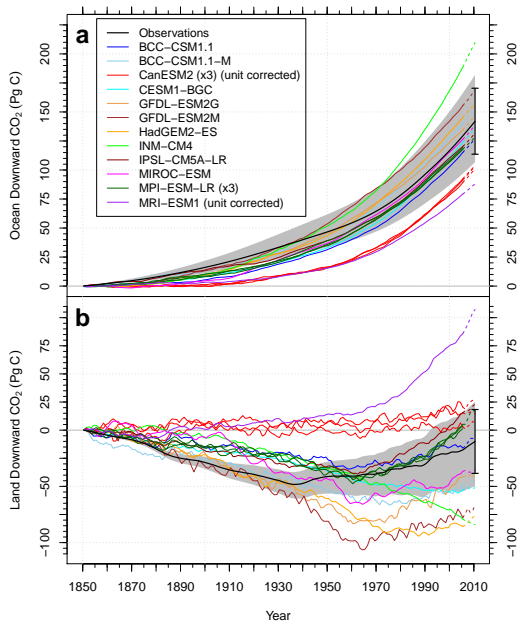 a
Observations
BCC−CSM1.1
BCC−CSM1.1−M
CanESM2 (x3) (unit corrected)
CESM1−BGC
GFDL−ESM2G
GFDL−ESM2M
HadGEM2−ES
INM−CM4
IPSL−CM5A−LR
MIROC−ESM
MPI−ESM−LR (x3)
MRI−ESM1 (unit corrected)
Ocean Downward CO₂ (Pg C)
0
25
50
75
100
150
200
0
25
50
75
100
125
150
175
200
225
b
Land Downward CO₂ (Pg C)
−100
−50
0
25
50
75
−100
−75
−50
−25
0
25
50
75
1850
1870
1890
1910
1930
1950
1970
1990
2010
Year